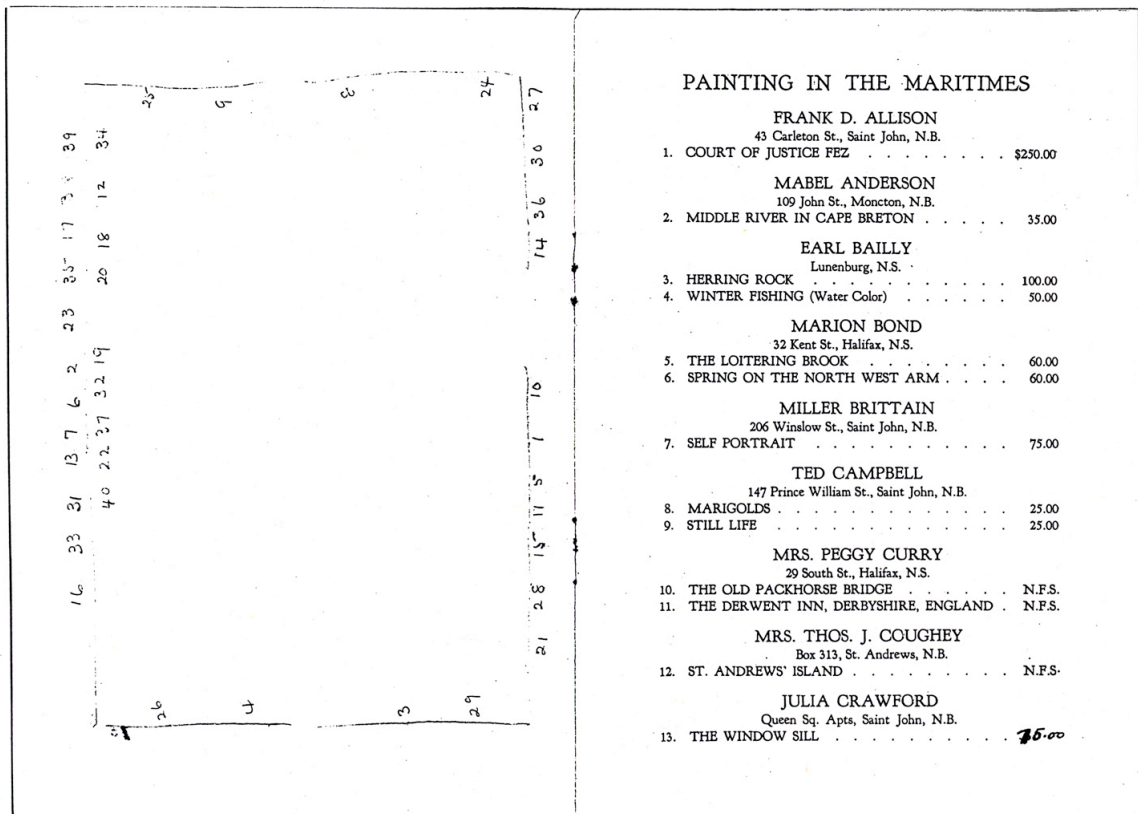 25 9 8 24
16 33 31 13 7 6 2 23 35 17 39
40 22 37 32 19 20 18 12 34
21 28 15 11 5 1 10 14 36 30 27
26 4 3 29
PAINTING IN THE MARITIMES
FRANK D. ALLISON
43 Carleton St., Saint John, N.B.
1. COURT OF JUSTICE FEZ . . . . . . . . $250.00
MABEL ANDERSON
109 John St., Moncton, N.B.
2. MIDDLE RIVER IN CAPE BRETON . . . . . 35.00
EARL BAILLY
Lunenburg, N.S.
3. HERRING ROCK . . . . . . . . . . . 100.00
4. WINTER FISHING (Water Color) . . . . . . 50.00
MARION BOND
32 Kent St., Halifax, N.S.
5. THE LOITERING BROOK . . . . . . . . 60.00
6. SPRING ON THE NORTH WEST ARM . . . . 60.00
MILLER BRITTAIN
206 Winslow St., Saint John, N.B.
7. SELF PORTRAIT . . . . . . . . . . . 75.00
TED CAMPBELL
147 Prince William St., Saint John, N.B.
8. MARIGOLDS . . . . . . . . . . . . . 25.00
9. STILL LIFE . . . . . . . . . . . . . 25.00
MRS. PEGGY CURRY
29 South St., Halifax, N.S.
10. THE OLD PACKHORSE BRIDGE . . . . . . N.F.S.
11. THE DERWENT INN, DERBYSHIRE, ENGLAND . N.F.S.
MRS. THOS. J. COUGHEY
Box 313, St. Andrews, N.B.
12. ST. ANDREWS' ISLAND . . . . . . . . . N.F.S.
JULIA CRAWFORD
Queen Sq. Apts, Saint John, N.B.
13. THE WINDOW SILL . . . . . . . . . . 75.00